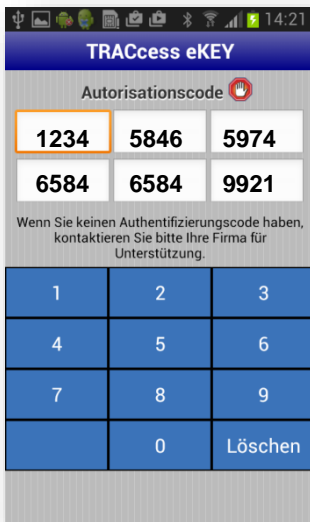 14:21
TRACcess eKEY
Autorisationscode
1234 5846 5974
6584 6584 9921
Wenn Sie keinen Authentifizierungscode haben,
kontaktieren Sie bitte Ihre Firma für
Unterstützung.
1 2 3
4 5 6
7 8 9
0 Löschen